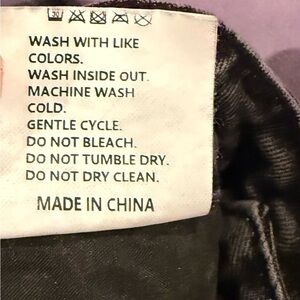 WASH WITH LIKE
COLORS.
WASH INSIDE OUT.
MACHINE WASH
COLD.
GENTLE CYCLE.
DO NOT BLEACH.
DO NOT TUMBLE DRY.
DO NOT DRY CLEAN.
MADE IN CHINA